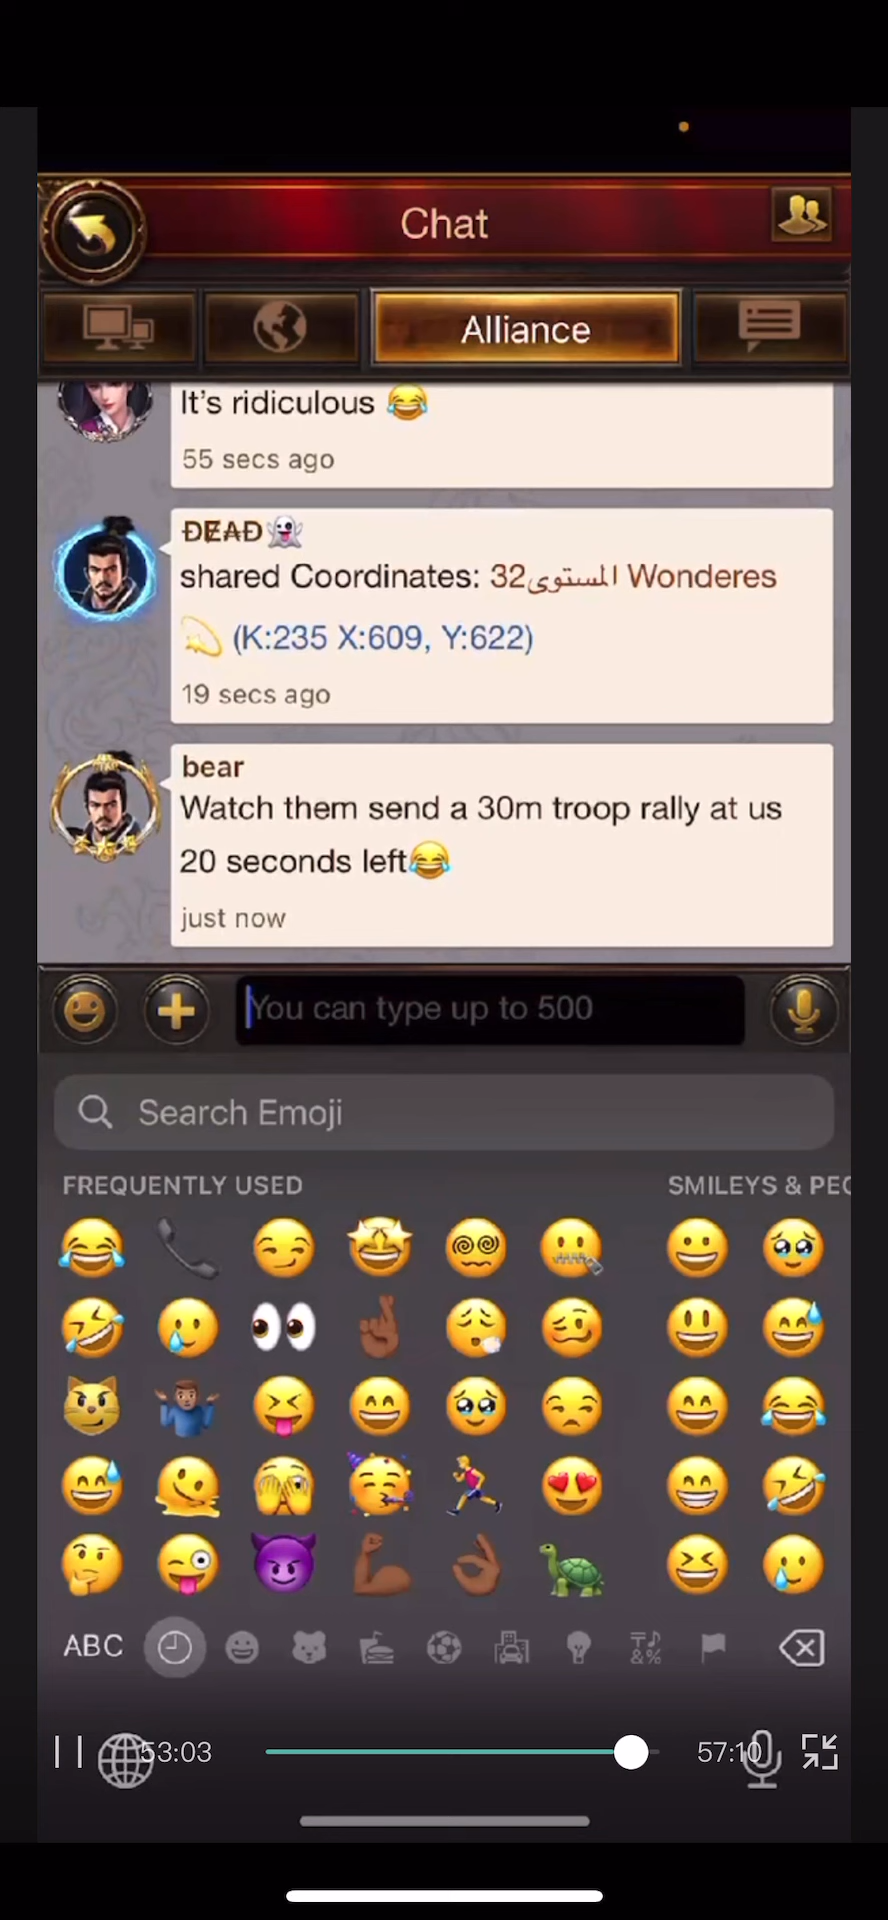 Chat
Alliance
It's ridiculous 😂
55 secs ago
DEAD👻
shared Coordinates: 32المستوى Wonderes
💫 (K:235 X:609, Y:622)
19 secs ago
bear
Watch them send a 30m troop rally at us
20 seconds left😂
just now
You can type up to 500
Search Emoji
FREQUENTLY USED
SMILEYS & PEO
ABC
53:03
57:10